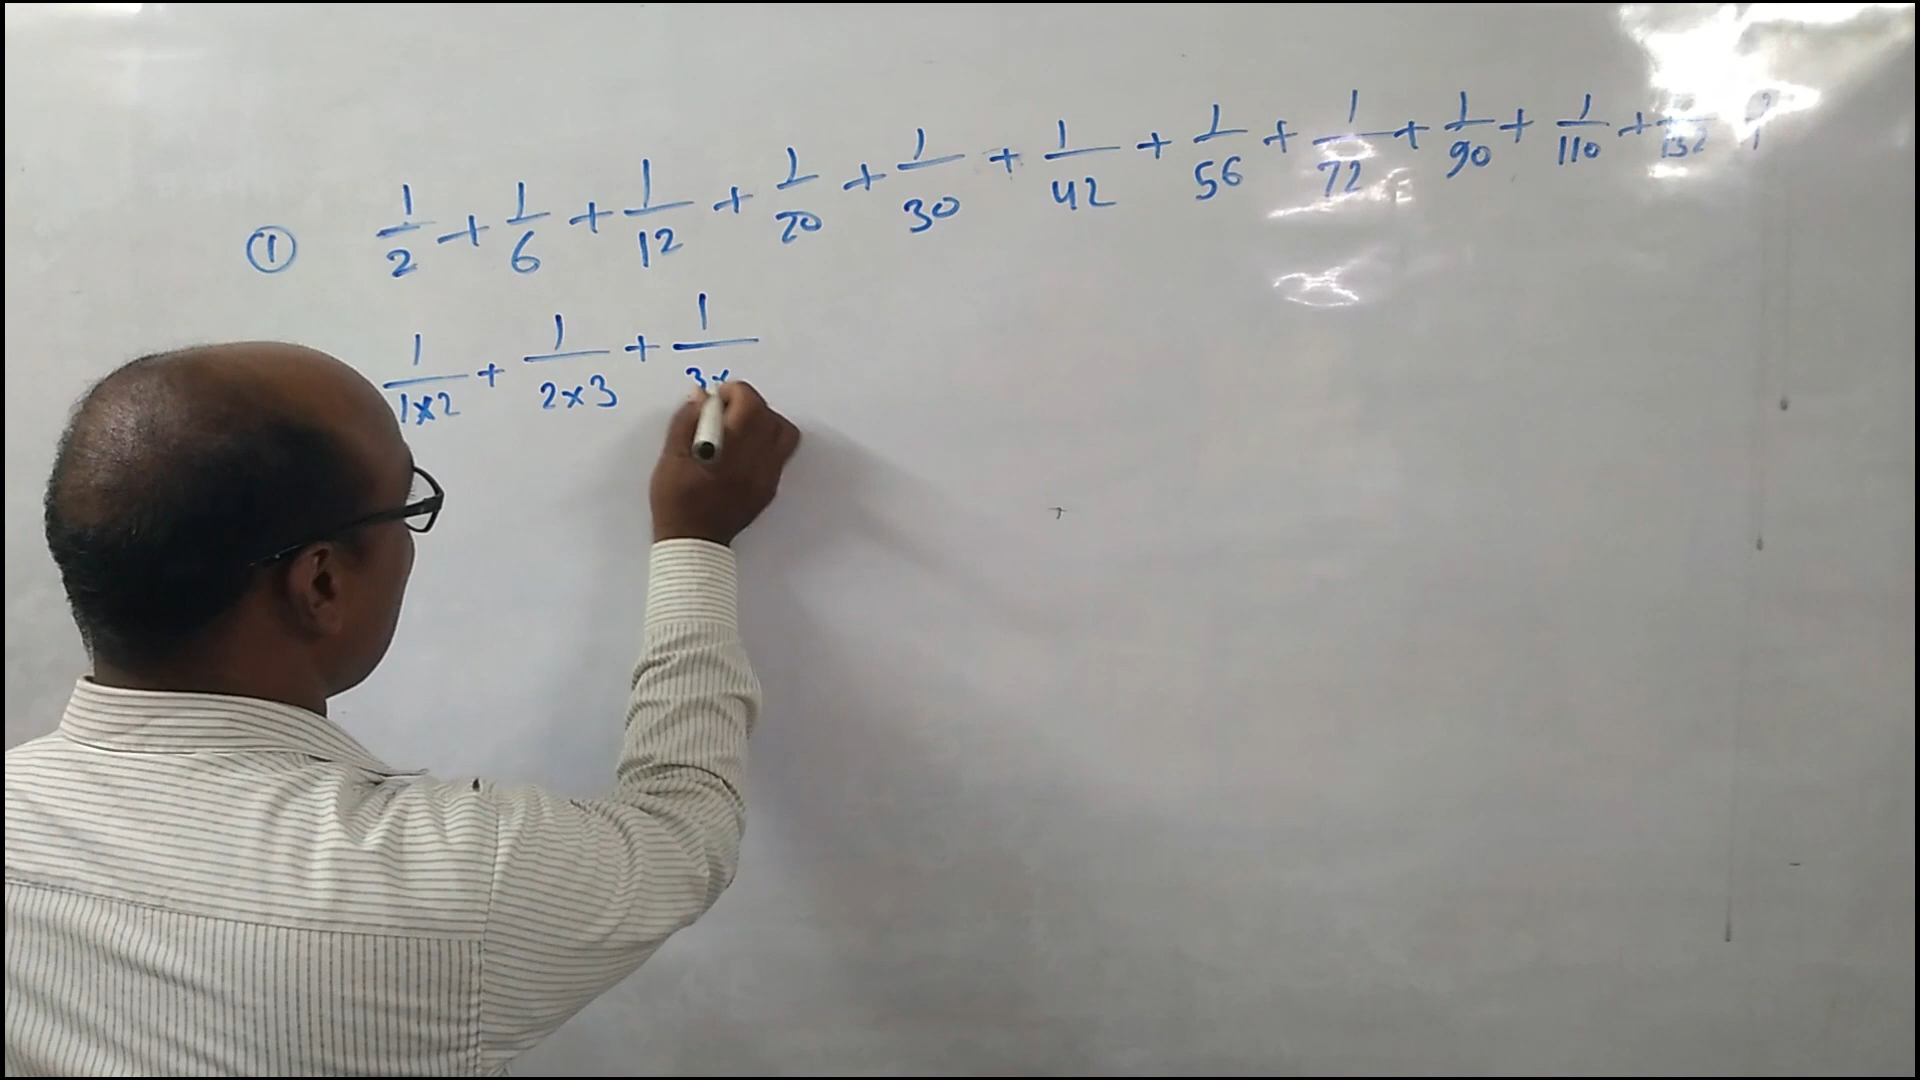 ① 1/2 + 1/6 + 1/12 + 1/20 + 1/30 + 1/42 + 1/56 + 1/72 + 1/90 + 1/110 + 1/132 ?
1/1×2 + 1/2×3 + 1/3×